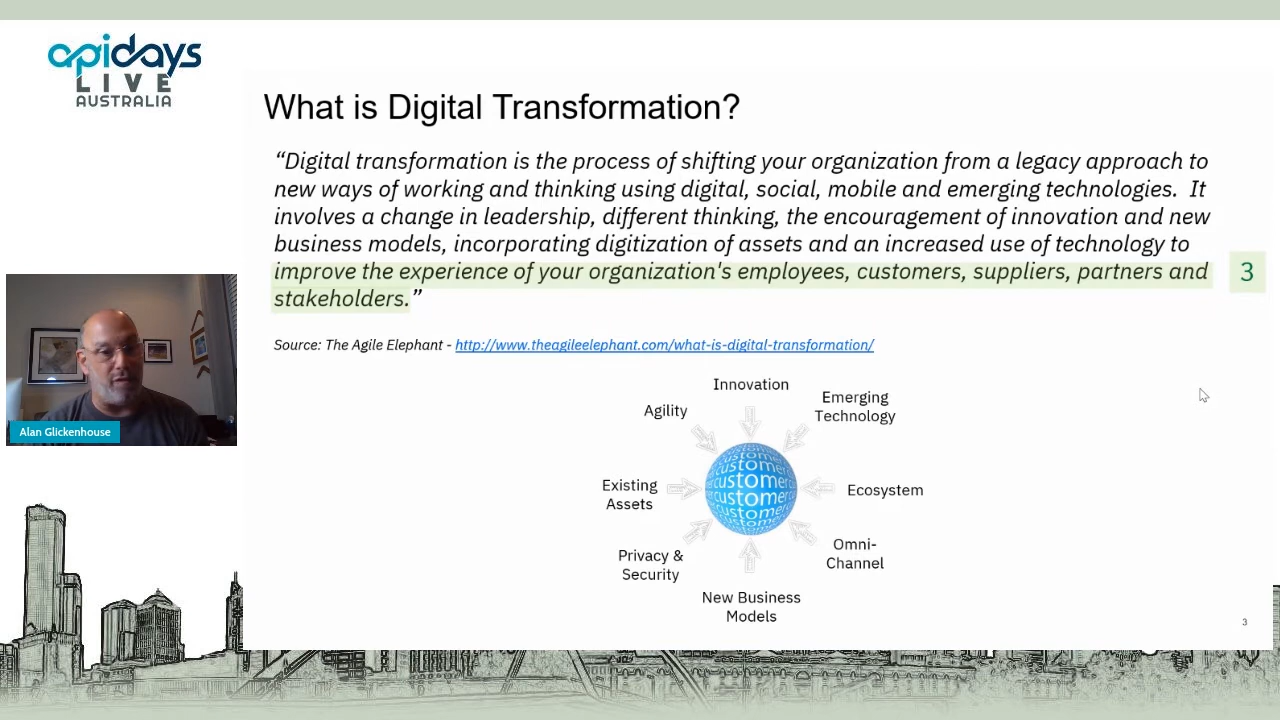 apidays
LIVE
AUSTRALIA
What is Digital Transformation?
“Digital transformation is the process of shifting your organization from a legacy approach to
new ways of working and thinking using digital, social, mobile and emerging technologies.  It
involves a change in leadership, different thinking, the encouragement of innovation and new
business models, incorporating digitization of assets and an increased use of technology to
improve the experience of your organization's employees, customers, suppliers, partners and
stakeholders.”
3
Source: The Agile Elephant - http://www.theagileelephant.com/what-is-digital-transformation/
Alan Glickenhouse
Innovation
Agility
Emerging
Technology
Existing
Assets
customer
customer
customer
Ecosystem
Privacy &
Security
Omni-
Channel
New Business
Models
3